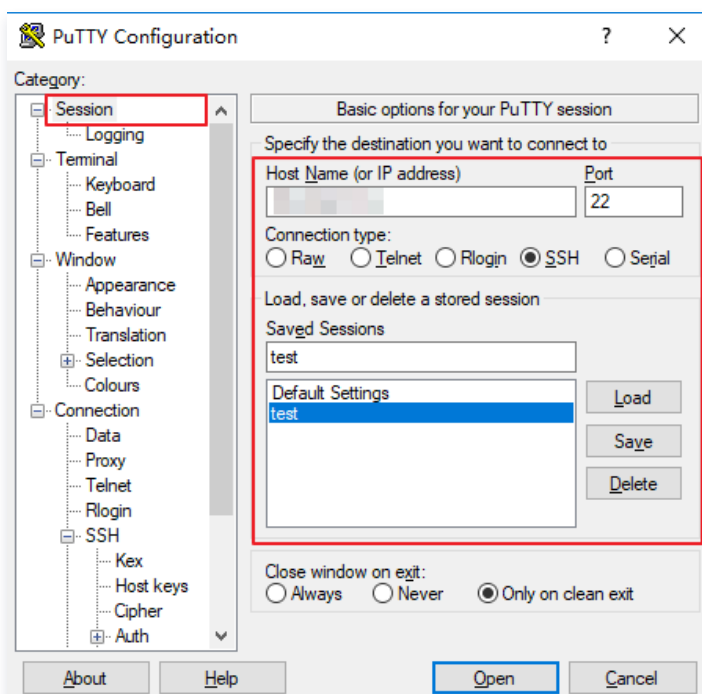 PuTTY Configuration
?
Category:
Session
Logging
Terminal
Keyboard
Bell
Features
Window
Appearance
Behaviour
Translation
Selection
Colours
Connection
Data
Proxy
Telnet
Rlogin
SSH
Kex
Host keys
Cipher
Auth
Basic options for your PuTTY session
Specify the destination you want to connect to
Host Name (or IP address) Port
22
Connection type:
Raw Telnet Rlogin SSH Serial
Load, save or delete a stored session
Saved Sessions
test
Default Settings
test
Load
Save
Delete
Close window on exit:
Always Never Only on clean exit
About Help Open Cancel